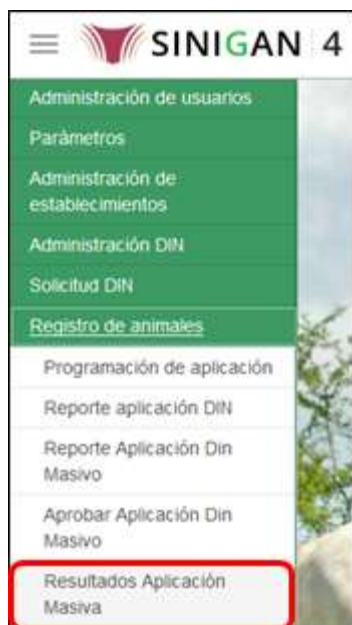 SINIGAN 4
Administración de usuarios
Parámetros
Administración de
establecimientos
Administración DIN
Solicitud DIN
Registro de animales
Programación de aplicación
Reporte aplicación DIN
Reporte Aplicación Din
Masivo
Aprobar Aplicación Din
Masivo
Resultados Aplicación
Masiva